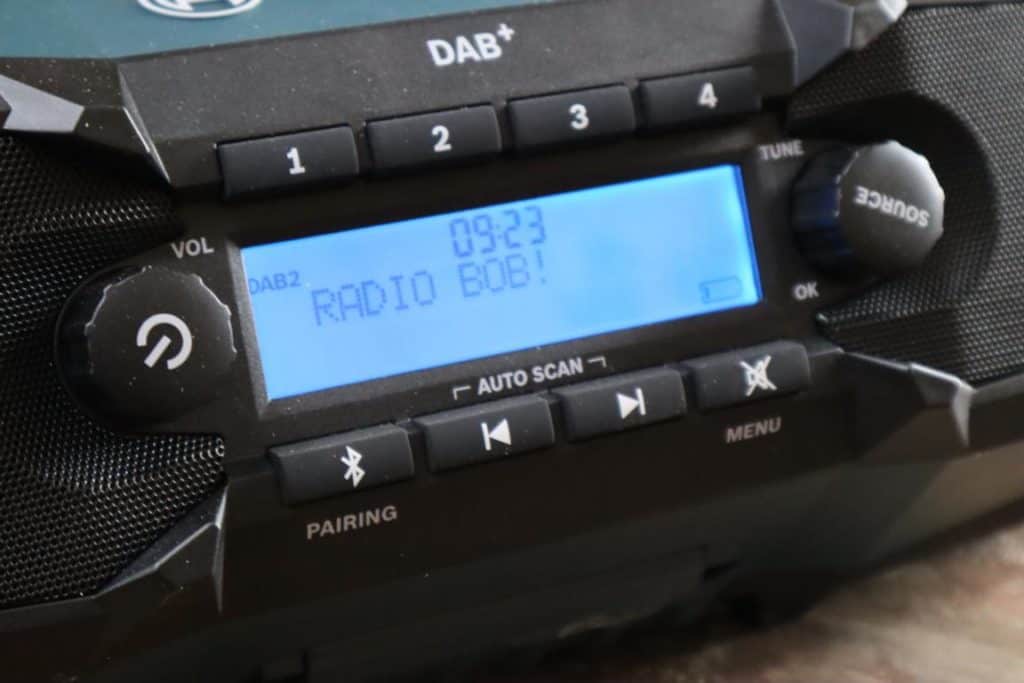 DAB+
1 2 3 4
TUNE
SOURCE
VOL
09:23
DAB2
RADIO BOB!
OK
AUTO SCAN
MENU
PAIRING